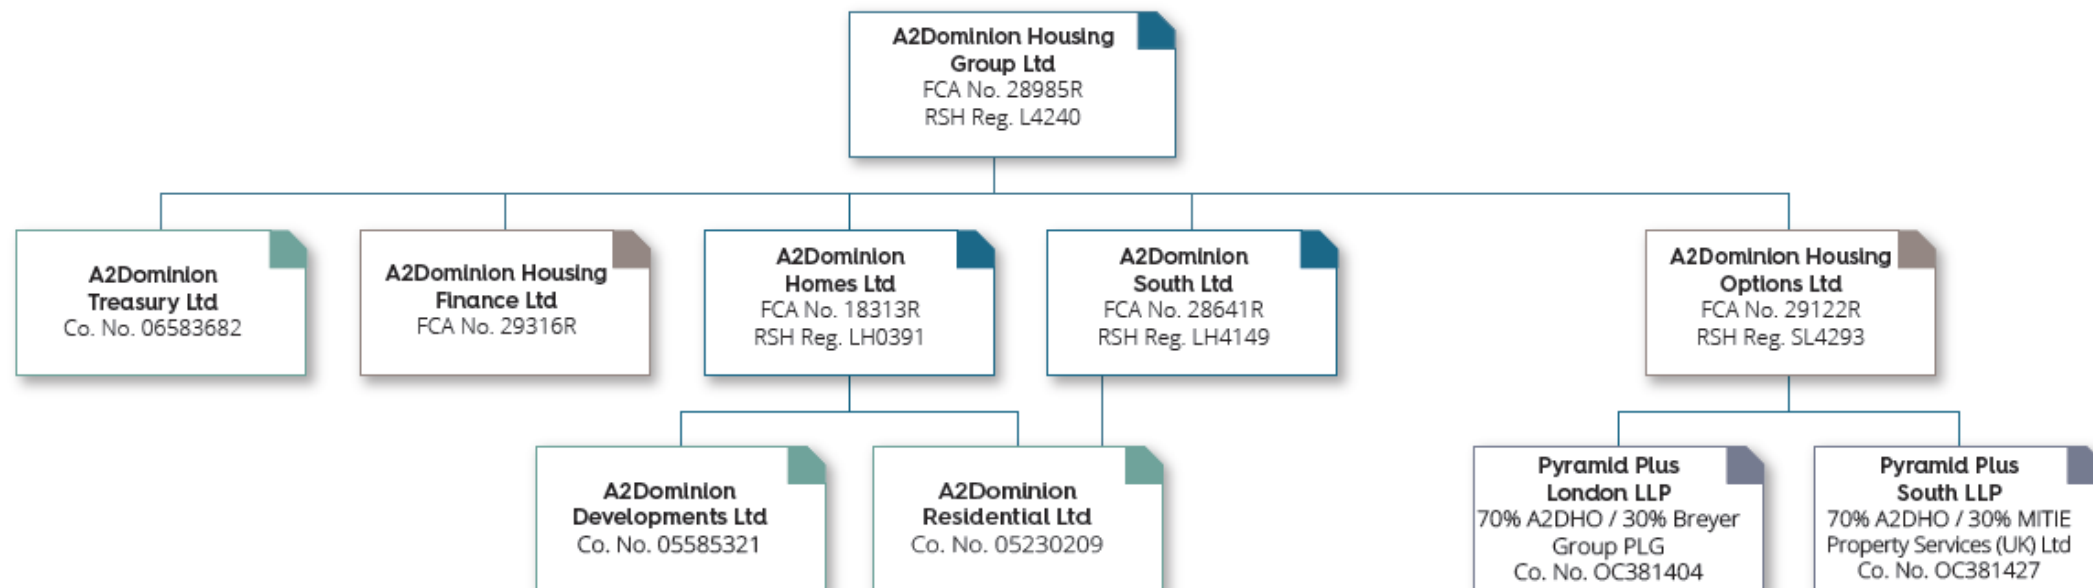 A2Dominion Housing
Group Ltd
FCA No. 28985R
RSH Reg. L4240
A2Dominion
Treasury Ltd
Co. No. 06583682
A2Dominion Housing
Finance Ltd
FCA No. 29316R
A2Dominion
Homes Ltd
FCA No. 18313R
RSH Reg. LH0391
A2Dominion
South Ltd
FCA No. 28641R
RSH Reg. LH4149
A2Dominion Housing
Options Ltd
FCA No. 29122R
RSH Reg. SL4293
A2Dominion
Developments Ltd
Co. No. 05585321
A2Dominion
Residential Ltd
Co. No. 05230209
Pyramid Plus
London LLP
70% A2DHO / 30% Breyer
Group PLG
Co. No. OC381404
Pyramid Plus
South LLP
70% A2DHO / 30% MITIE
Property Services (UK) Ltd
Co. No. OC381427